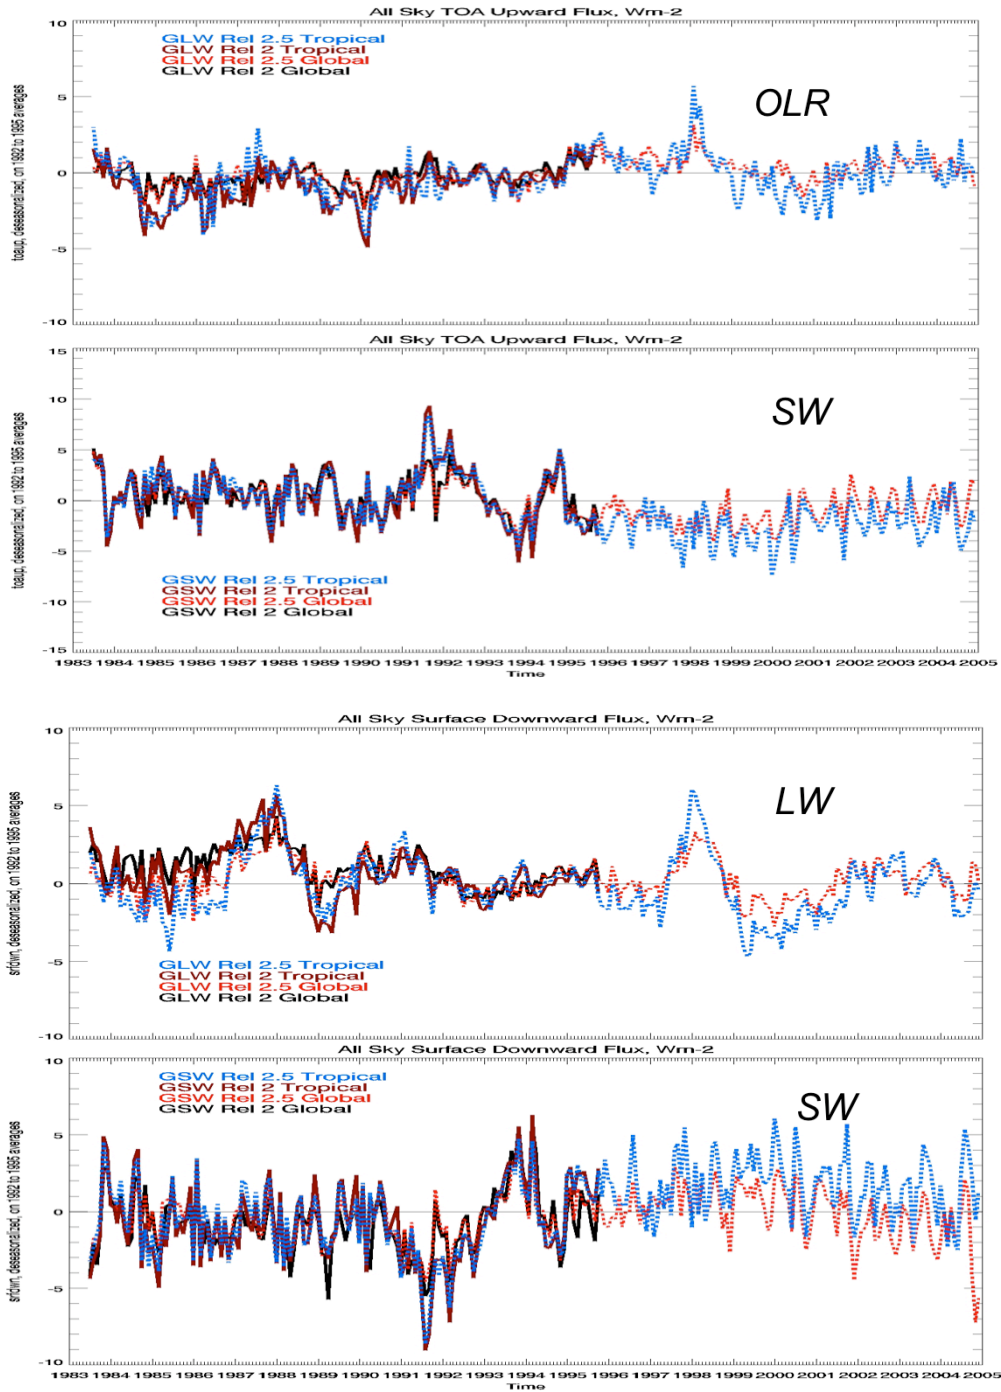 All Sky TOA Upward Flux, Wm-2
10
5
0
-5
-10
toaup, deseasonalized, on 1992 to 1995 averages
GLW Rel 2.5 Tropical
GLW Rel 2 Tropical
GLW Rel 2.5 Global
GLW Rel 2 Global
OLR
All Sky TOA Upward Flux, Wm-2
15
10
5
0
-5
-10
-15
toaup, deseasonalized, on 1992 to 1995 averages
SW
GSW Rel 2.5 Tropical
GSW Rel 2 Tropical
GSW Rel 2.5 Global
GSW Rel 2 Global
1983 1984 1985 1986 1987 1988 1989 1990 1991 1992 1993 1994 1995 1996 1997 1998 1999 2000 2001 2002 2003 2004 2005
Time
All Sky Surface Downward Flux, Wm-2
10
5
0
-5
-10
srfdwn, deseasonalized, on 1992 to 1995 averages
LW
GLW Rel 2.5 Tropical
GLW Rel 2 Tropical
GLW Rel 2.5 Global
GLW Rel 2 Global
All Sky Surface Downward Flux, Wm-2
10
5
0
-5
-10
srfdwn, deseasonalized, on 1992 to 1995 averages
GSW Rel 2.5 Tropical
GSW Rel 2 Tropical
GSW Rel 2.5 Global
GSW Rel 2 Global
SW
1983 1984 1985 1986 1987 1988 1989 1990 1991 1992 1993 1994 1995 1996 1997 1998 1999 2000 2001 2002 2003 2004 2005
Time